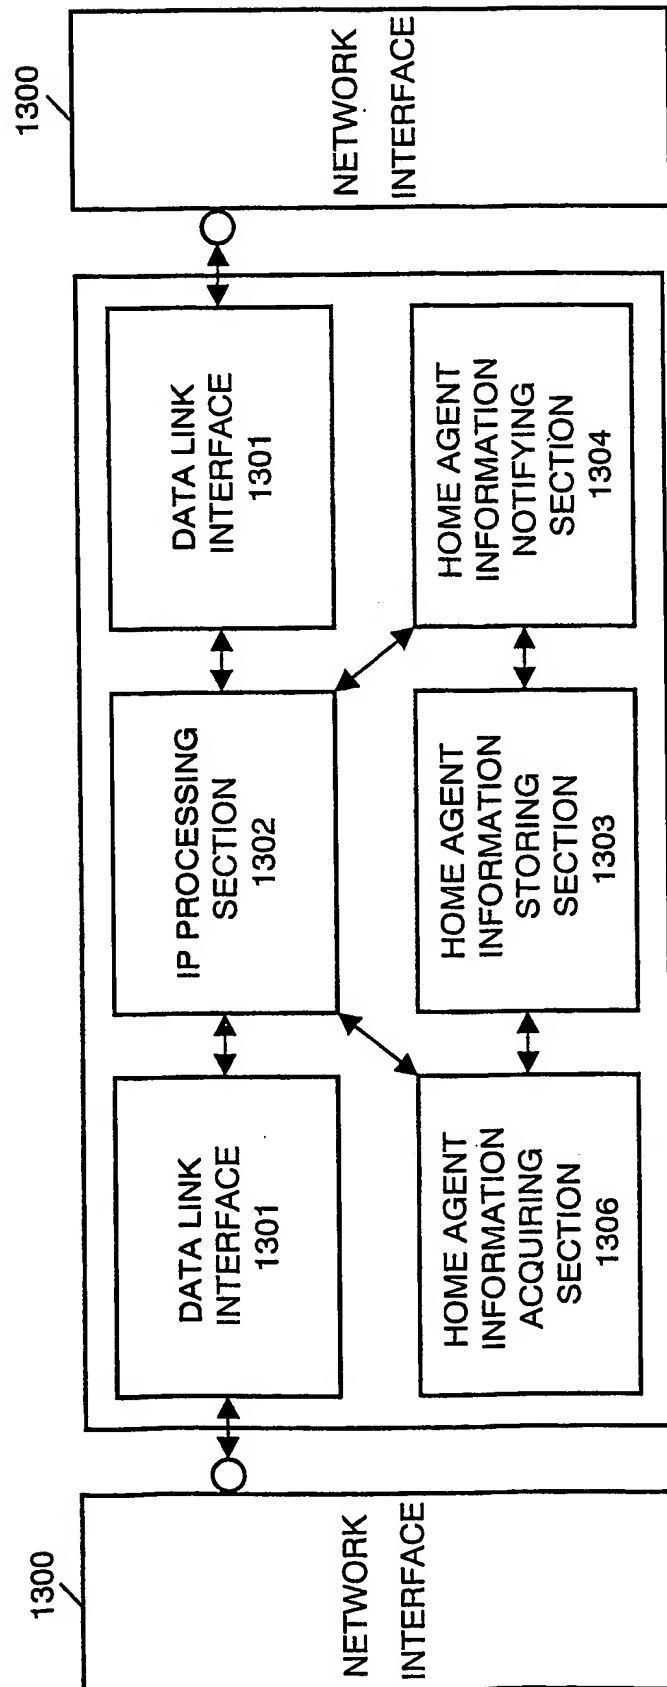 1300
NETWORK
INTERFACE
DATA LINK
INTERFACE
1301
IP PROCESSING
SECTION
1302
DATA LINK
INTERFACE
1301
1300
NETWORK
INTERFACE
HOME AGENT
INFORMATION
ACQUIRING
SECTION
1306
HOME AGENT
INFORMATION
STORING
SECTION
1303
HOME AGENT
INFORMATION
NOTIFYING
SECTION
1304